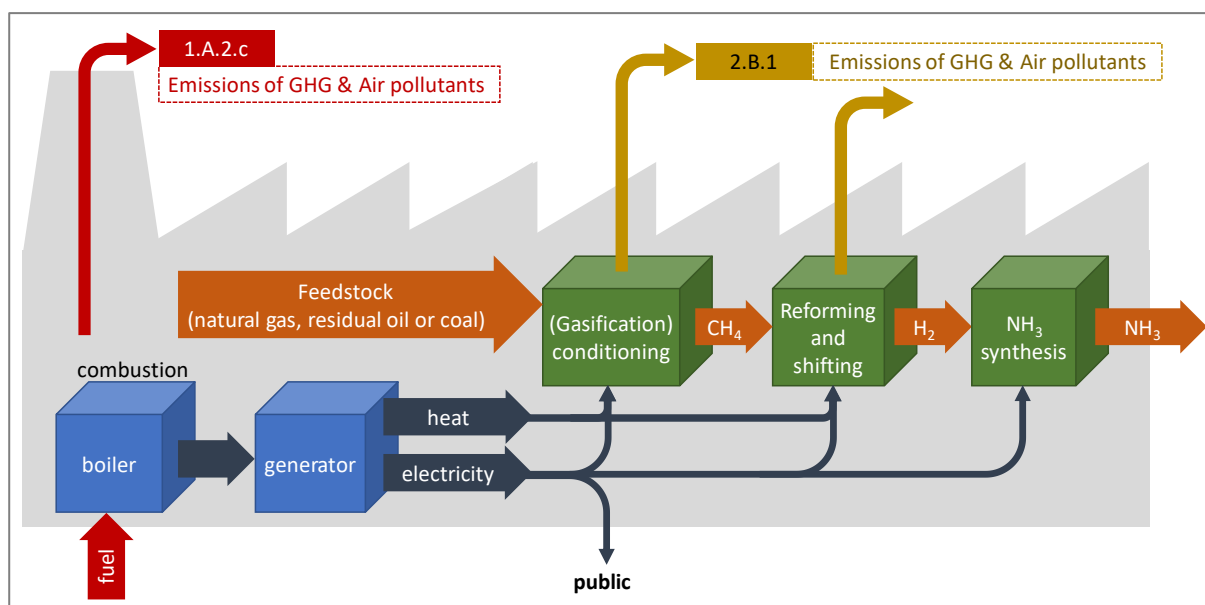 1.A.2.c
Emissions of GHG & Air pollutants
2.B.1
Emissions of GHG & Air pollutants
Feedstock
(natural gas, residual oil or coal)
(Gasification)
conditioning
CH₄
Reforming
and
shifting
H₂
NH₃
synthesis
NH₃
combustion
boiler
generator
heat
electricity
fuel
public